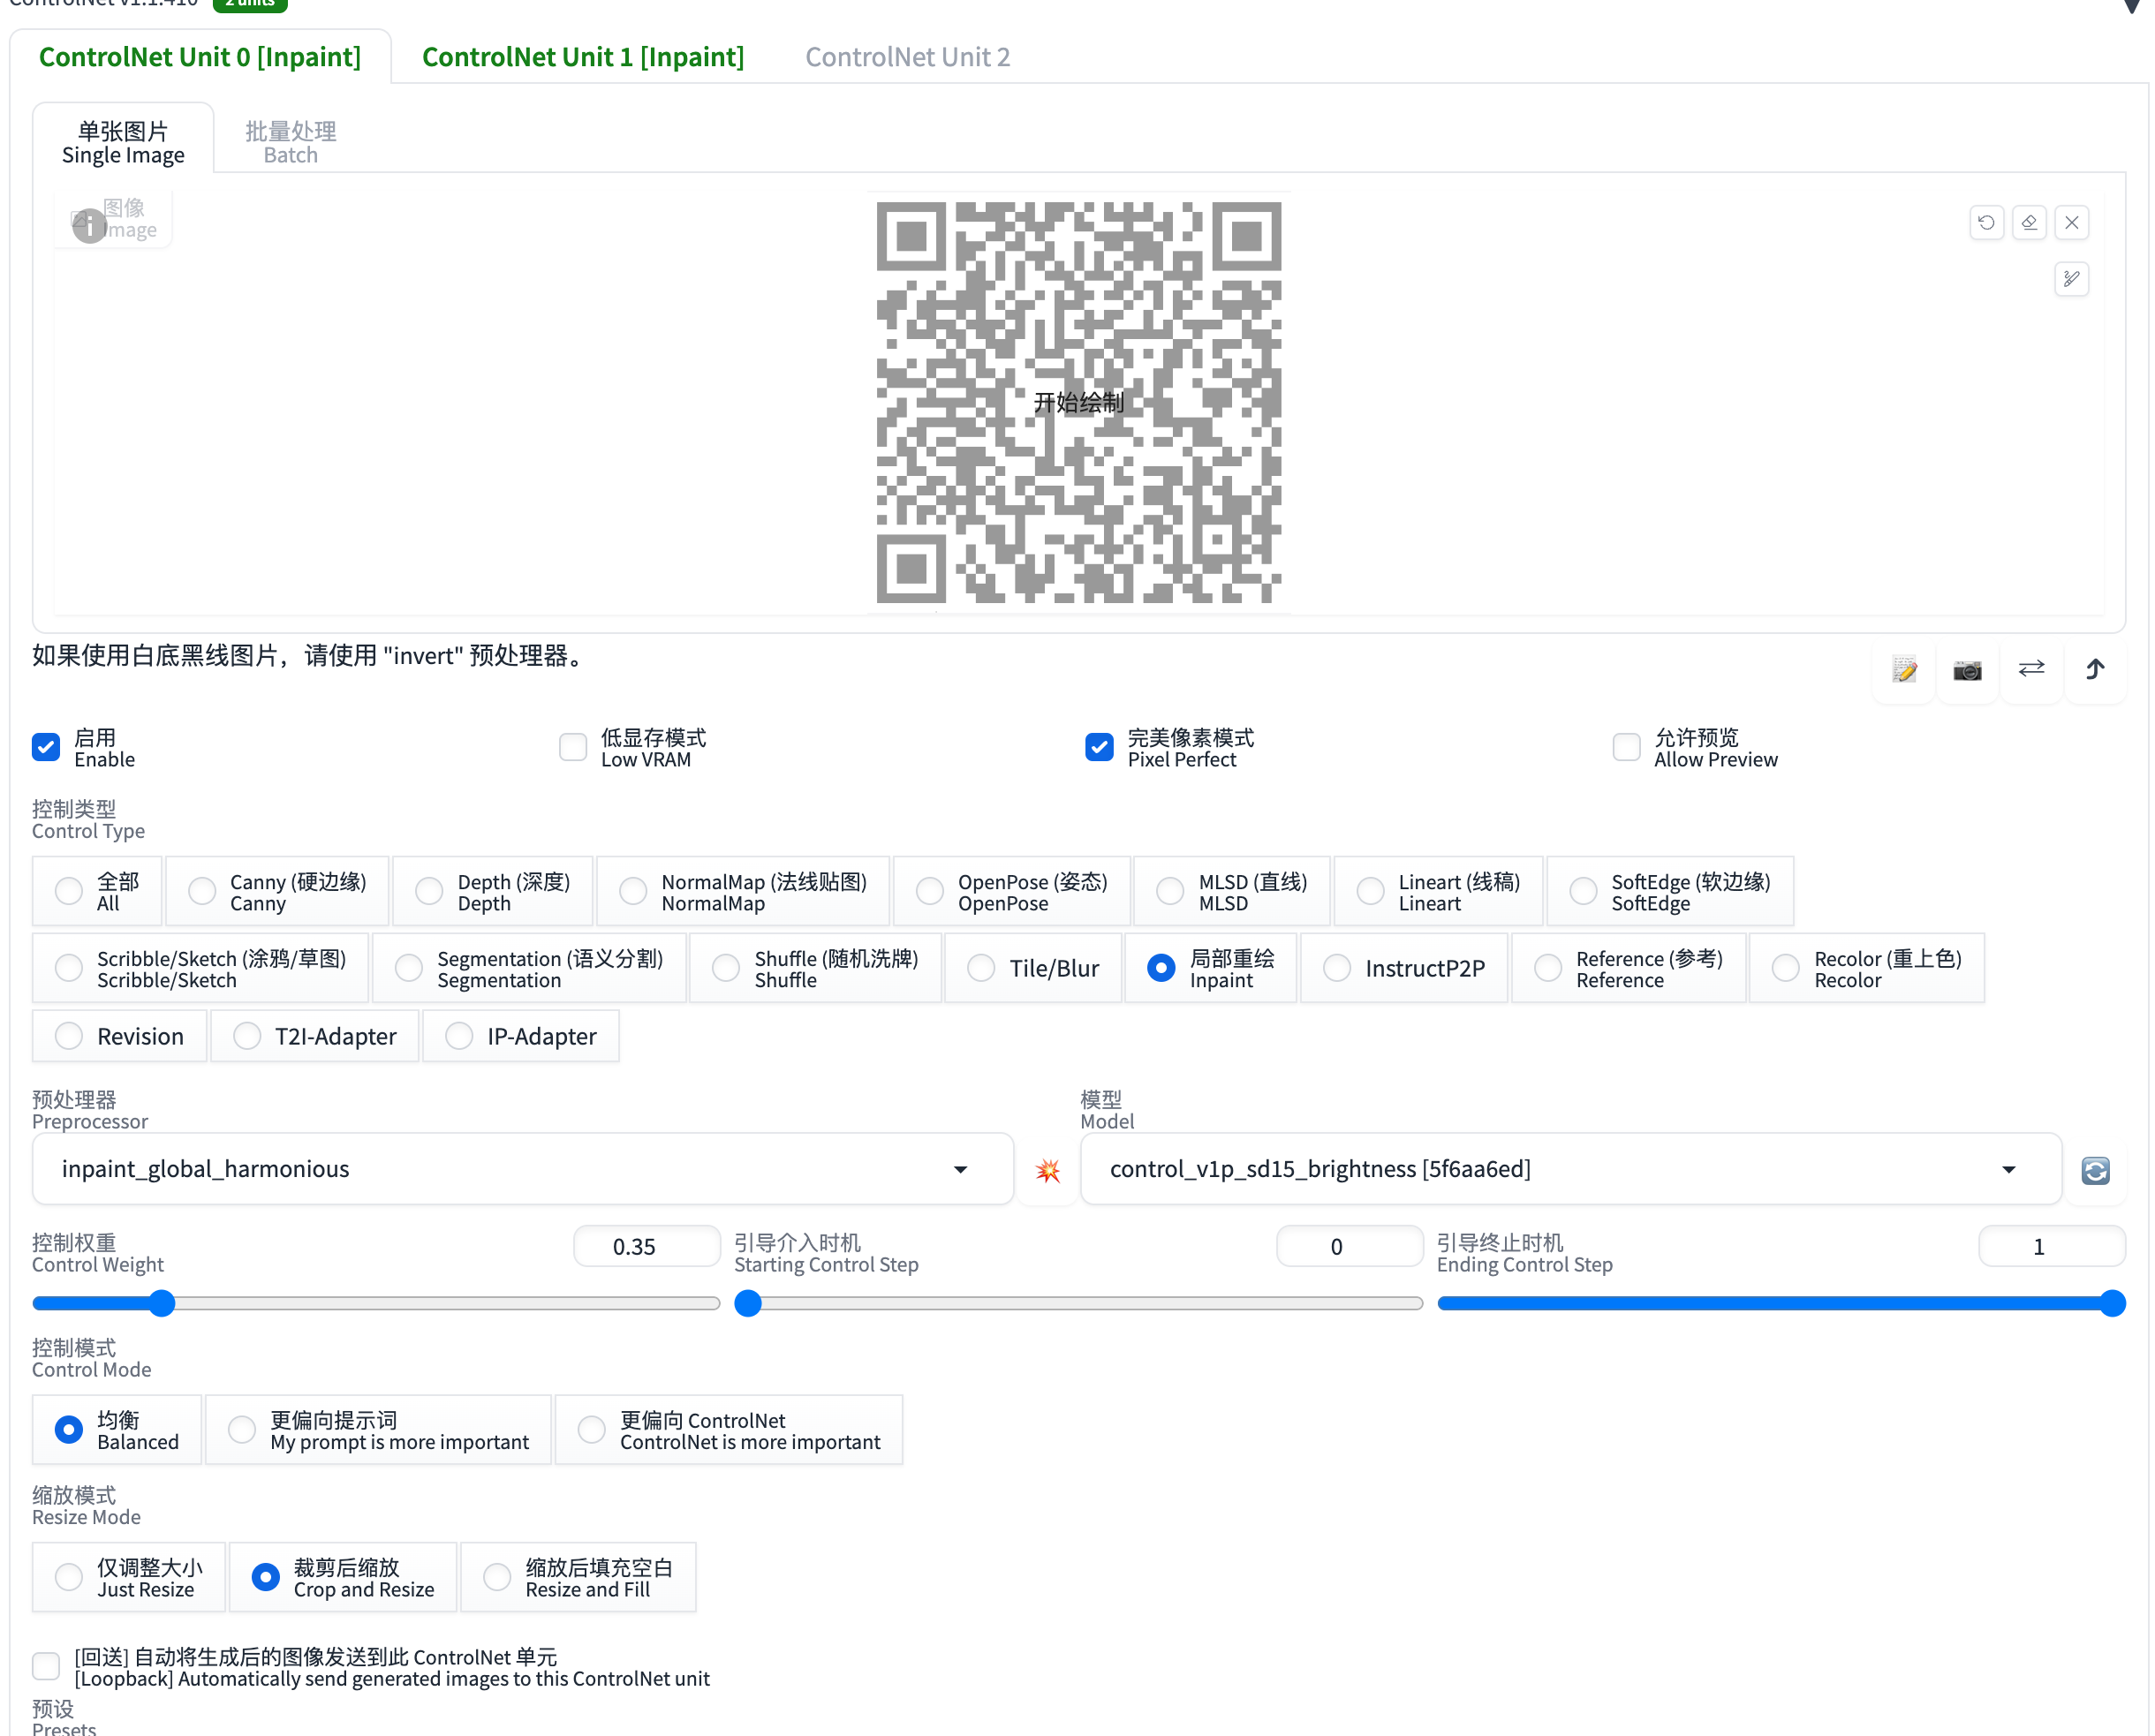 ControlNet v1.1.410 2 units
ControlNet Unit 0 [Inpaint] ControlNet Unit 1 [Inpaint] ControlNet Unit 2
单张图片 批量处理
Single Image Batch
图像
Image
开始绘制
如果使用白底黑线图片，请使用 "invert" 预处理器。
启用 低显存模式 完美像素模式 允许预览
Enable Low VRAM Pixel Perfect Allow Preview
控制类型
Control Type
全部 Canny (硬边缘) Depth (深度) NormalMap (法线贴图) OpenPose (姿态) MLSD (直线) Lineart (线稿) SoftEdge (软边缘)
All Canny Depth NormalMap OpenPose MLSD Lineart SoftEdge
Scribble/Sketch (涂鸦/草图) Segmentation (语义分割) Shuffle (随机洗牌) Tile/Blur 局部重绘 InstructP2P Reference (参考) Recolor (重上色)
Scribble/Sketch Segmentation Shuffle Inpaint Reference Recolor
Revision T2I-Adapter IP-Adapter
预处理器 模型
Preprocessor Model
inpaint_global_harmonious control_v1p_sd15_brightness [5f6aa6ed]
控制权重 0.35 引导介入时机 0 引导终止时机 1
Control Weight Starting Control Step Ending Control Step
控制模式
Control Mode
均衡 更偏向提示词 更偏向 ControlNet
Balanced My prompt is more important ControlNet is more important
缩放模式
Resize Mode
仅调整大小 裁剪后缩放 缩放后填充空白
Just Resize Crop and Resize Resize and Fill
[回送] 自动将生成后的图像发送到此 ControlNet 单元
[Loopback] Automatically send generated images to this ControlNet unit
预设
Presets